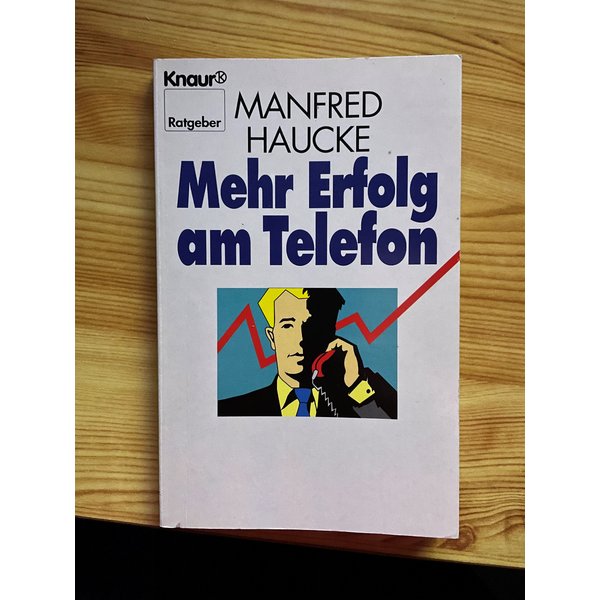 Knaur®
Ratgeber
MANFRED
HAUCKE
Mehr Erfolg
am Telefon